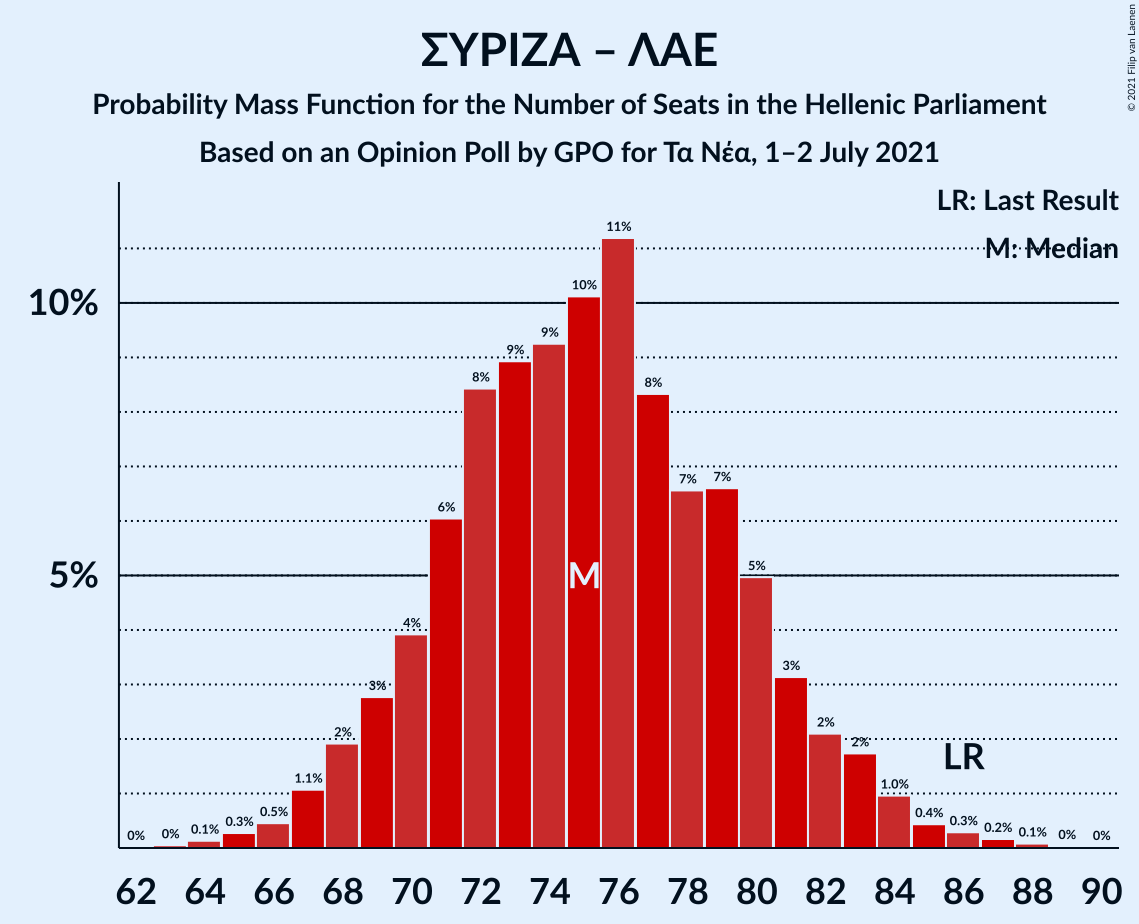 ΣΥΡΙΖΑ – ΛΑΕ
Probability Mass Function for the Number of Seats in the Hellenic Parliament
Based on an Opinion Poll by GPO for Τα Νέα, 1–2 July 2021
© 2021 Filip van Laenen
LR: Last Result
M: Median
10%
5%
0% 0% 0.1% 0.3% 0.5% 1.1% 2% 3% 4% 6% 8% 9% 9% 10% 11% 8% 7% 7% 5% 3% 2% 2% 1.0% 0.4% 0.3% 0.2% 0.1% 0% 0%
M
LR
62 64 66 68 70 72 74 76 78 80 82 84 86 88 90